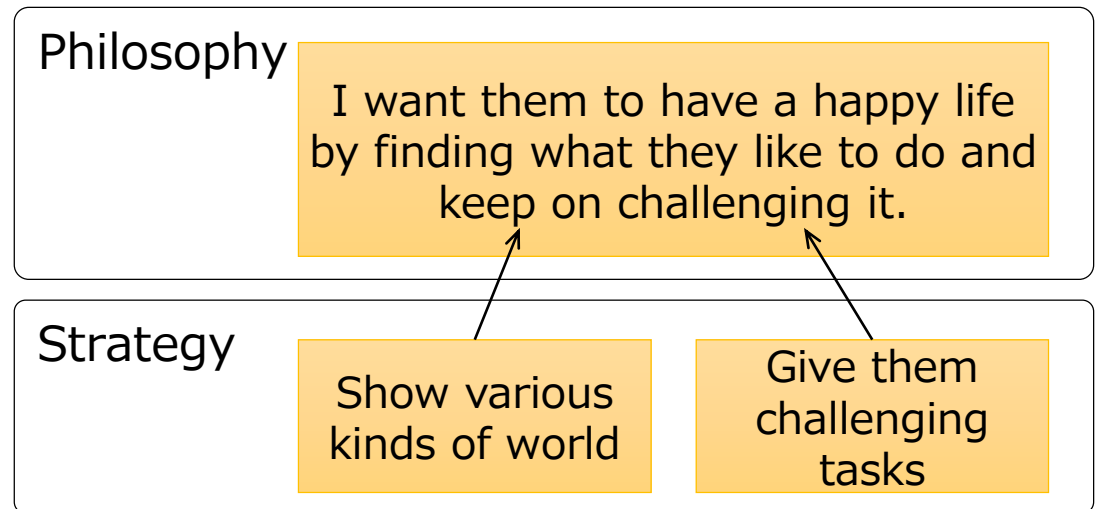 Philosophy
I want them to have a happy life
by finding what they like to do and
keep on challenging it.
Strategy
Show various
kinds of world
Give them
challenging
tasks